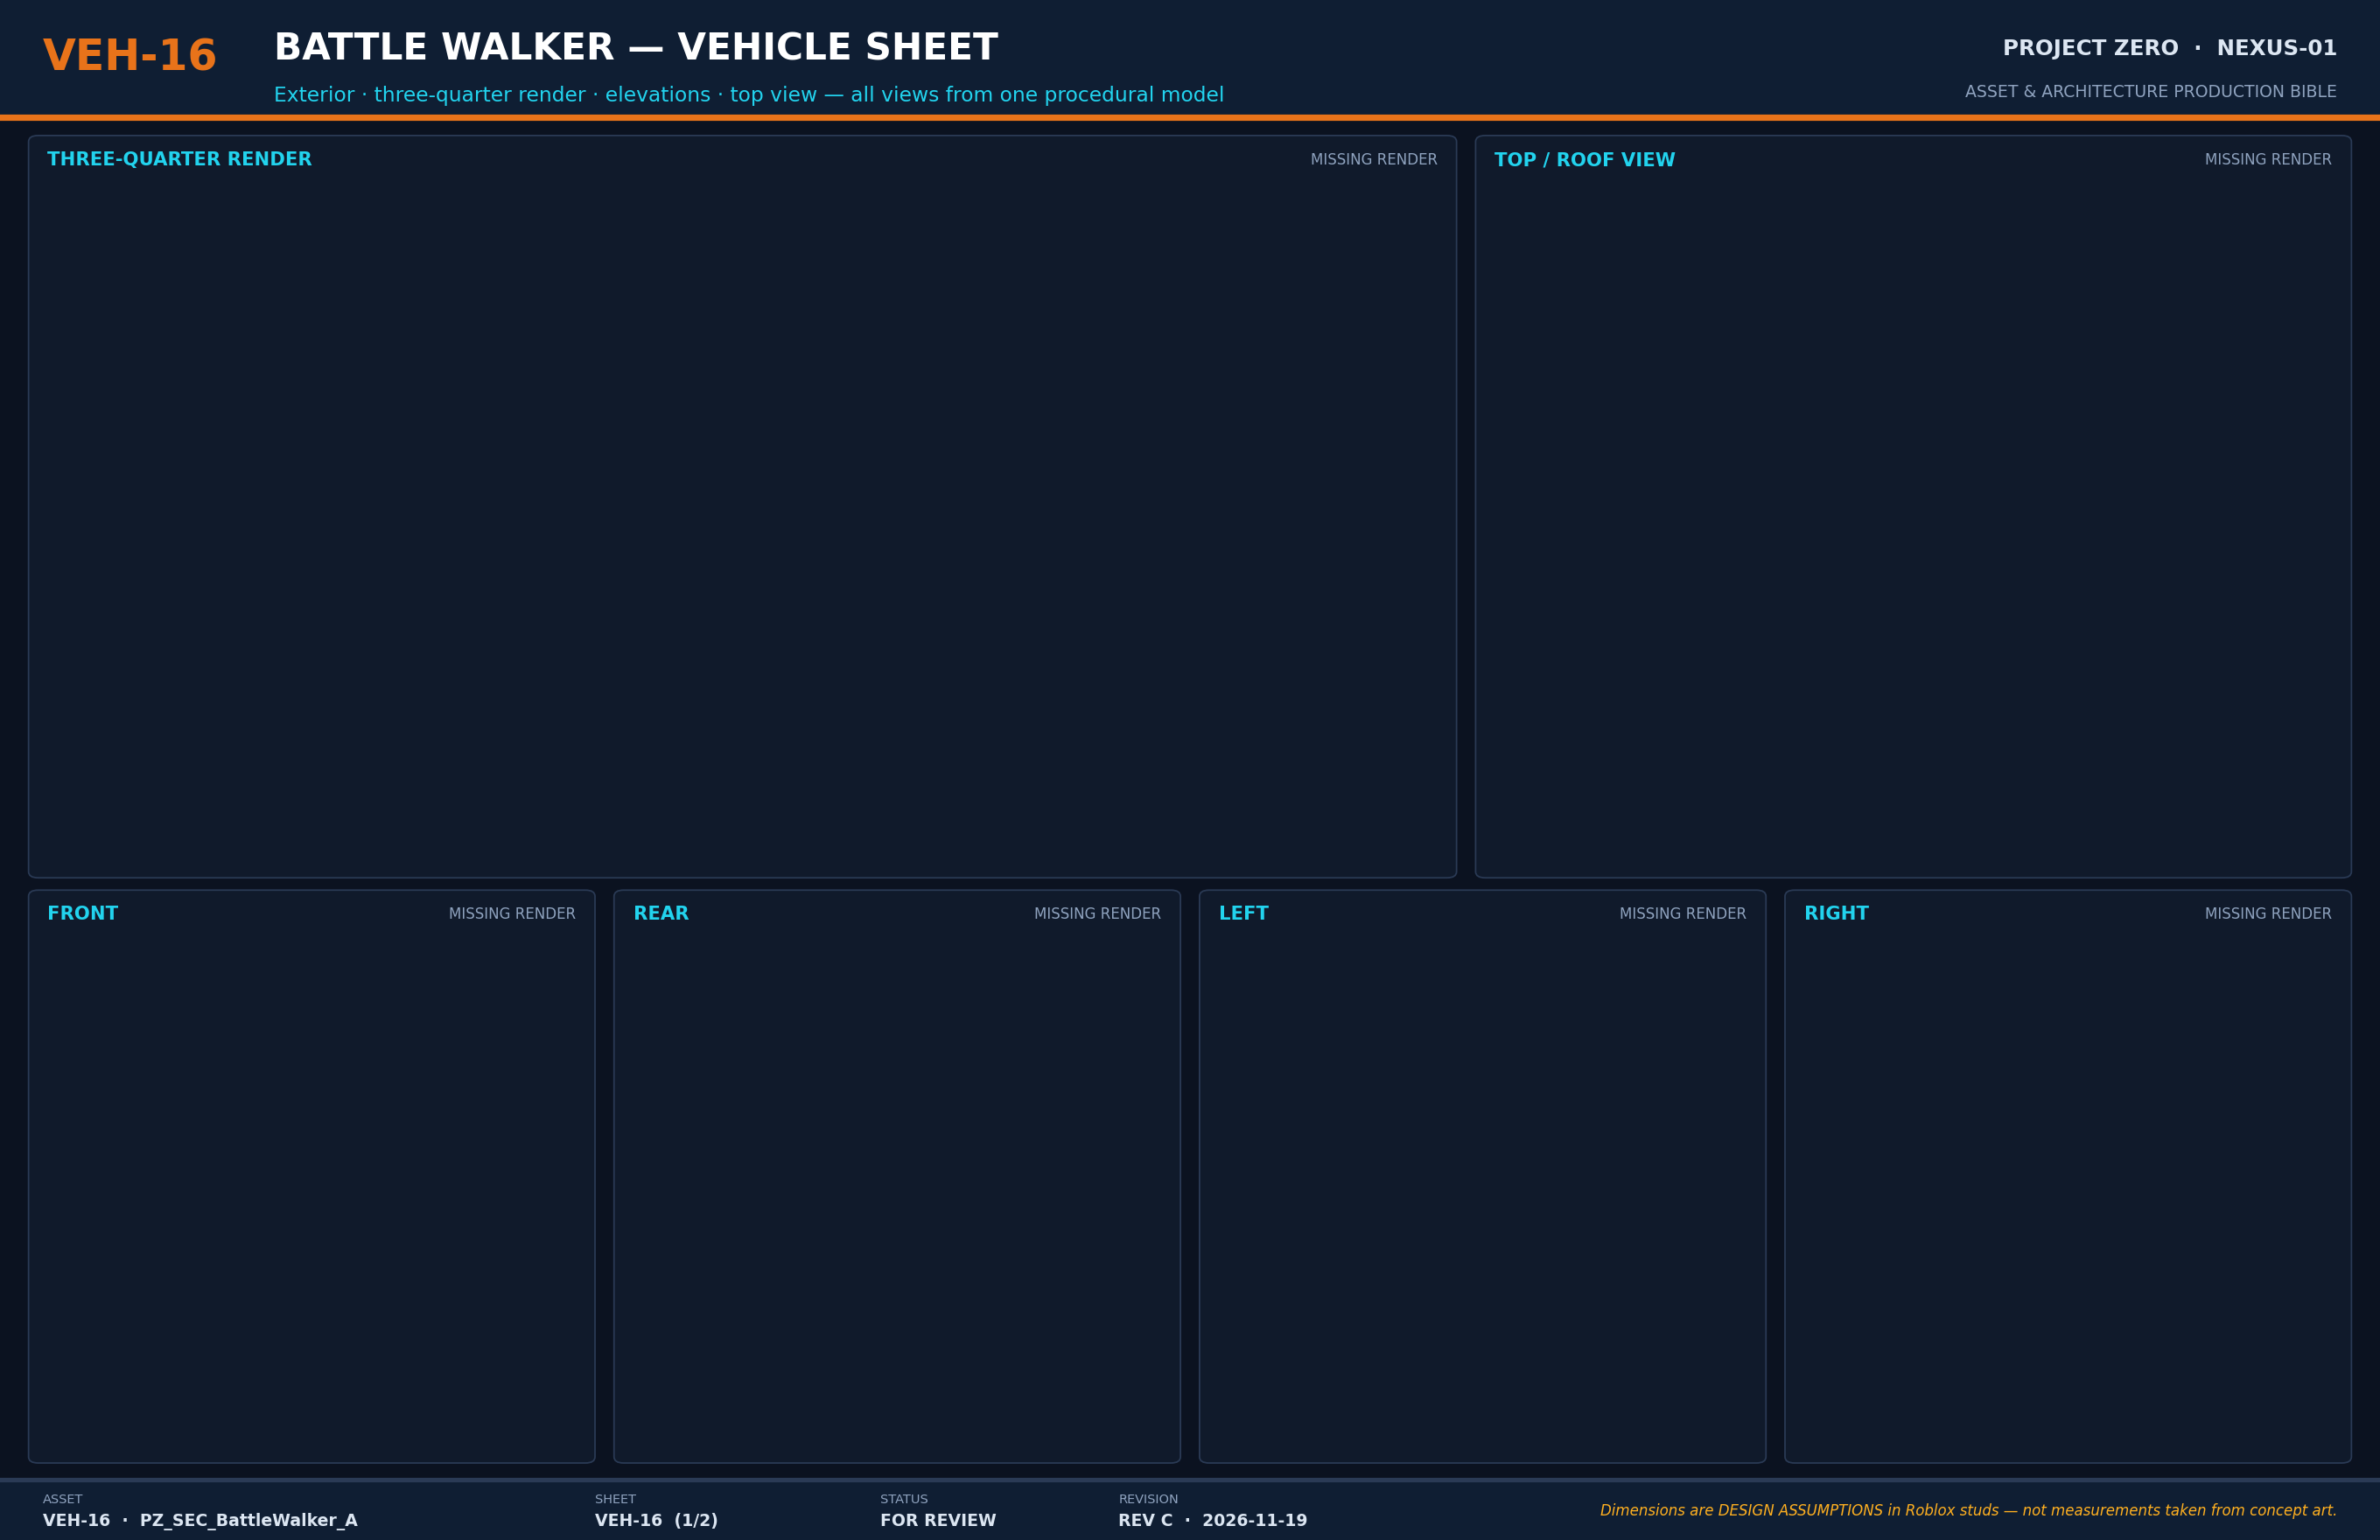 VEH-16
BATTLE WALKER — VEHICLE SHEET
Exterior · three-quarter render · elevations · top view — all views from one procedural model
PROJECT ZERO · NEXUS-01
ASSET & ARCHITECTURE PRODUCTION BIBLE
THREE-QUARTER RENDER
MISSING RENDER
TOP / ROOF VIEW
MISSING RENDER
FRONT
MISSING RENDER
REAR
MISSING RENDER
LEFT
MISSING RENDER
RIGHT
MISSING RENDER
ASSET
VEH-16 · PZ_SEC_BattleWalker_A
SHEET
VEH-16 (1/2)
STATUS
FOR REVIEW
REVISION
REV C · 2026-11-19
Dimensions are DESIGN ASSUMPTIONS in Roblox studs — not measurements taken from concept art.